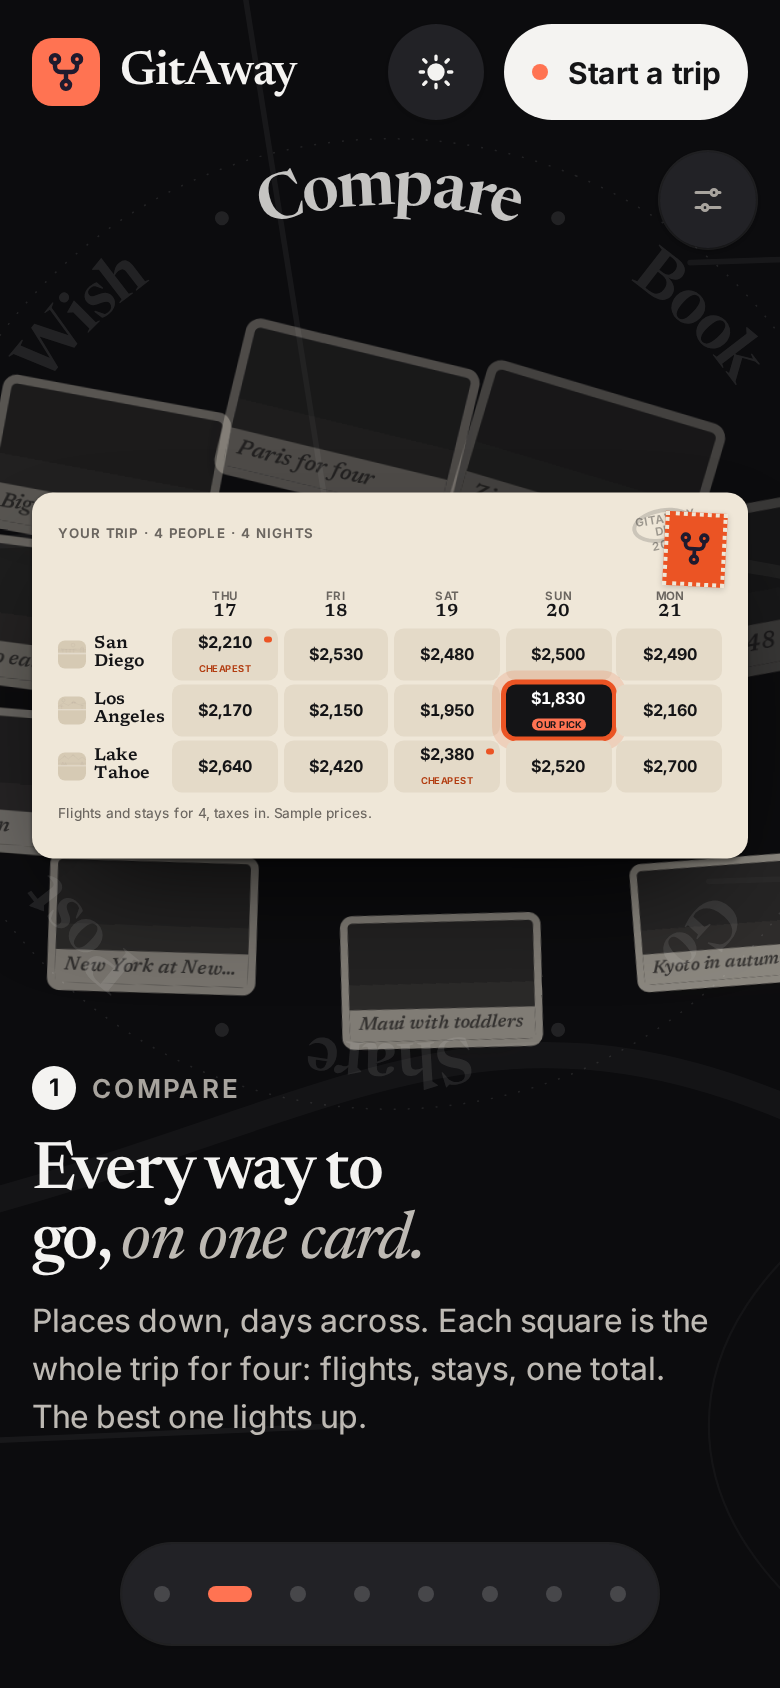 GitAway
Start a trip
Compare
Wish
Book
Paris for four
Big
YOUR TRIP · 4 PEOPLE · 4 NIGHTS
THU FRI SAT SUN MON
17 18 19 20 21
San Diego $2,210 $2,530 $2,480 $2,500 $2,490
CHEAPEST
Los Angeles $2,170 $2,150 $1,950 $1,830 $2,160
OUR PICK
Lake Tahoe $2,640 $2,420 $2,380 $2,520 $2,700
CHEAPEST
Flights and stays for 4, taxes in. Sample prices.
48
Post
Go
New York at New...
Kyoto in autum
Maui with toddlers
Share
1 COMPARE
Every way to
go, on one card.
Places down, days across. Each square is the
whole trip for four: flights, stays, one total.
The best one lights up.